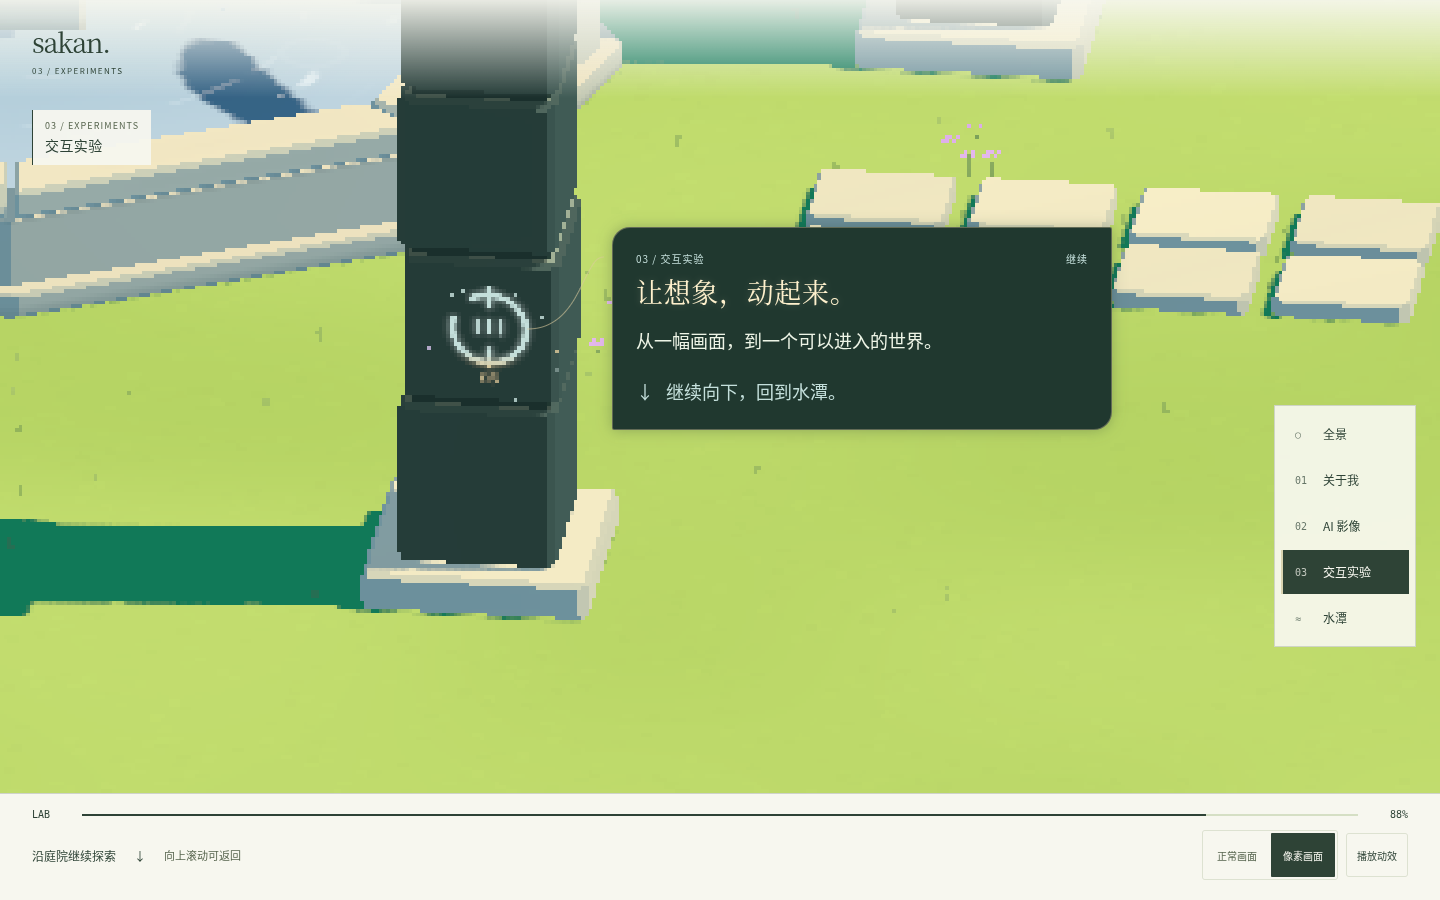 sakan.
03 / EXPERIMENTS
03 / EXPERIMENTS
交互实验
03 / 交互实验
继续
让想象，动起来。
从一幅画面，到一个可以进入的世界。
↓ 继续向下，回到水潭。
○ 全景
01 关于我
02 AI 影像
03 交互实验
≈ 水潭
LAB
88%
沿庭院继续探索 ↓ 向上滚动可返回
正常画面
像素画面
播放动效